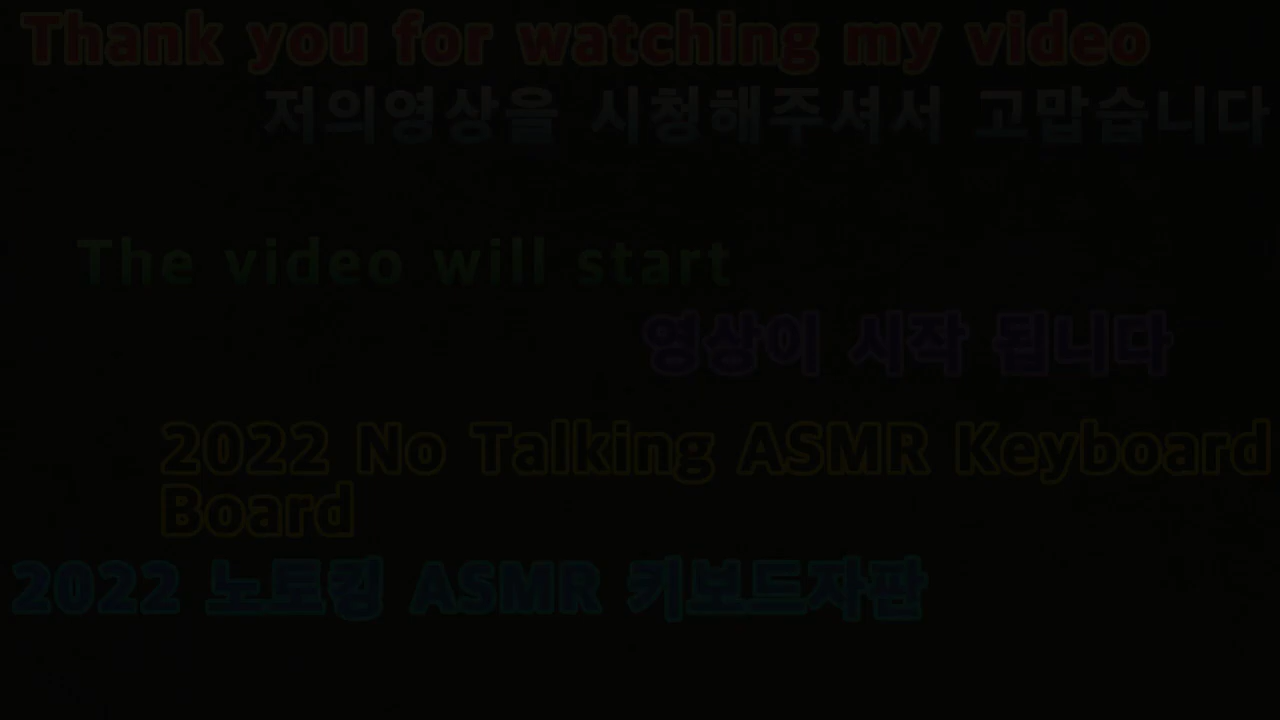 Thank you for watching my video
저의영상을 시청해주셔서 고맙습니다
The video will start
영상이 시작 됩니다
2022 No Talking ASMR Keyboard
Board
2022 노토킹 ASMR 키보드자판